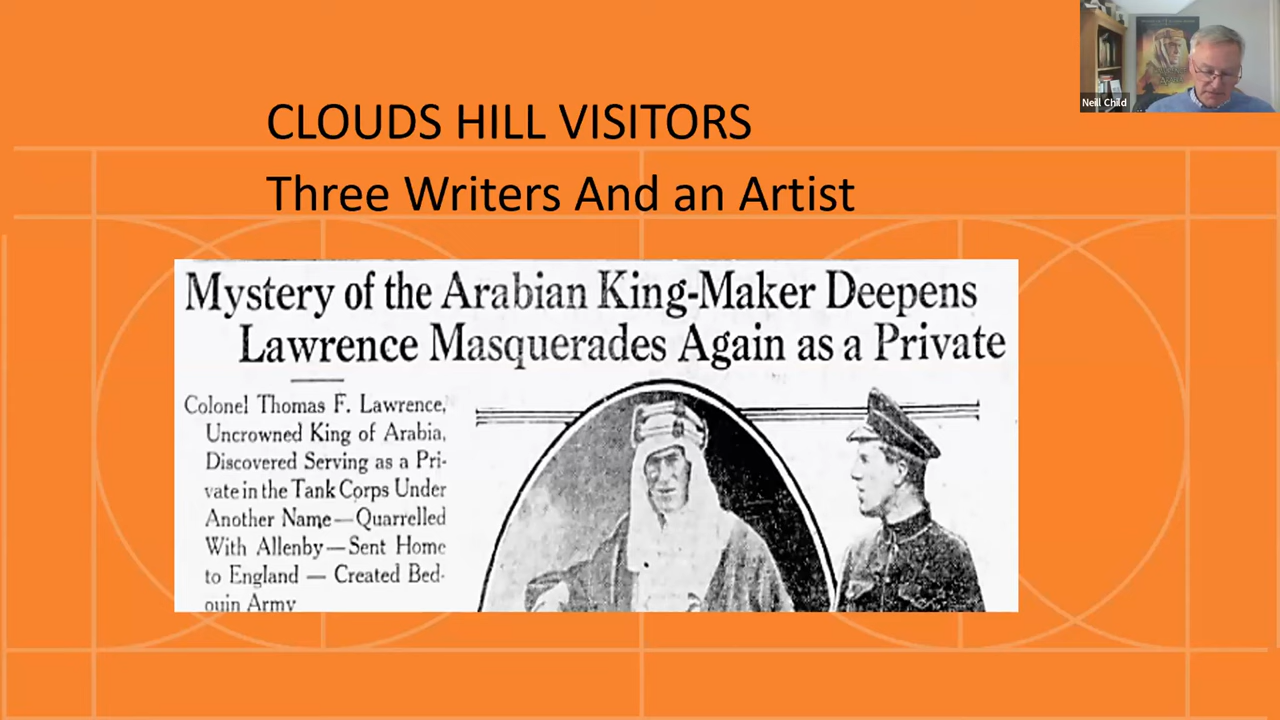 CLOUDS HILL VISITORS
Three Writers And an Artist
Mystery of the Arabian King-Maker Deepens
Lawrence Masquerades Again as a Private
Colonel Thomas F. Lawrence,
Uncrowned King of Arabia,
Discovered Serving as a Pri-
vate in the Tank Corps Under
Another Name—Quarrelled
With Allenby—Sent Home
to England — Created Bed-
ouin Army
Neill Child